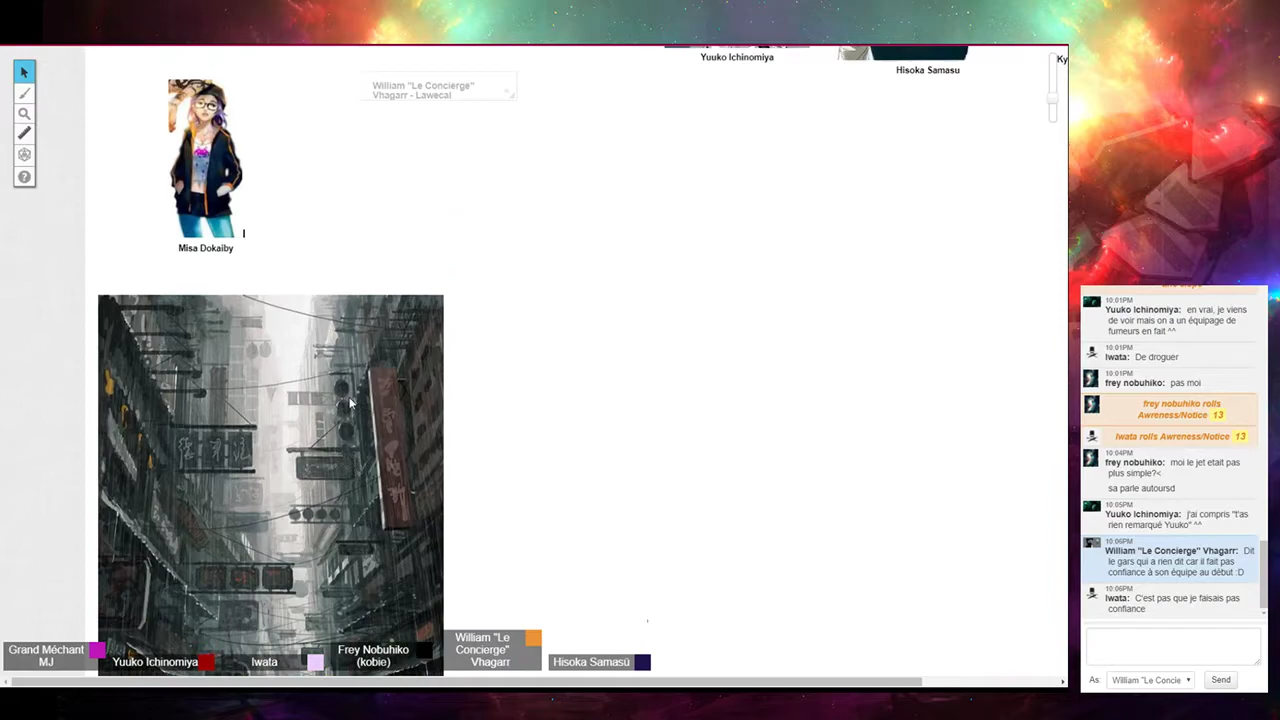 Yuuko Ichinomiya
Hisoka Samasu
Ky
William "Le Concierge"
Vhagarr - Lawecal
Misa Dokaiby
Grand Méchant
MJ
Yuuko Ichinomiya
Iwata
Frey Nobuhiko
(kobie)
William "Le
Concierge"
Vhagarr
Hisoka Samasù
10:01PM
Yuuko Ichinomiya: en vrai, je viens
de voir mais on a un équipage de
fumeurs en fait ^^
10:01PM
Iwata: De droguer
10:01PM
frey nobuhiko: pas moi
frey nobuhiko rolls
Awreness/Notice 13
Iwata rolls Awreness/Notice 13
10:04PM
frey nobuhiko: moi le jet etait pas
plus simple?<
sa parle autoursd
10:05PM
Yuuko Ichinomiya: j'ai compris "t'as
rien remarqué Yuuko" ^^
10:06PM
William "Le Concierge" Vhagarr: Dit
le gars qui a rien dit car il fait pas
confiance à son équipe au début :D
10:06PM
Iwata: C'est pas que je faisais pas
confiance
As: William "Le Concie
Send